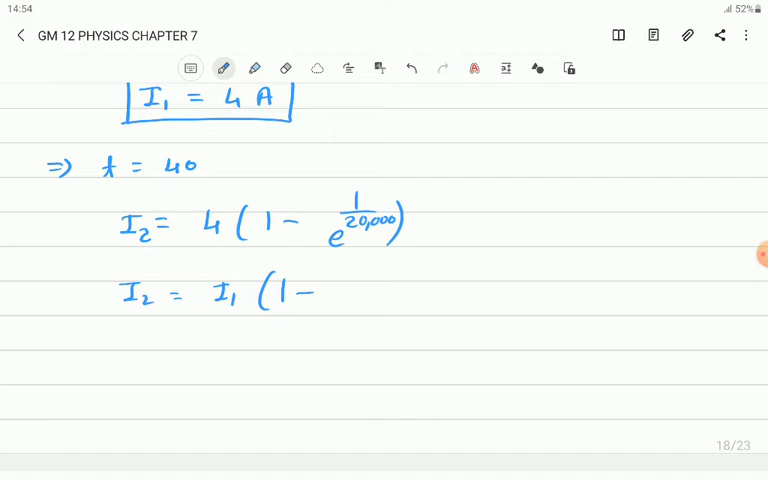 14:54 52%
GM 12 PHYSICS CHAPTER 7
I₁ = 4 A
⇒ t = 40
I₂ = 4 ( 1 - e^(1/20,000) )
I₂ = I₁ ( 1 -
18/23